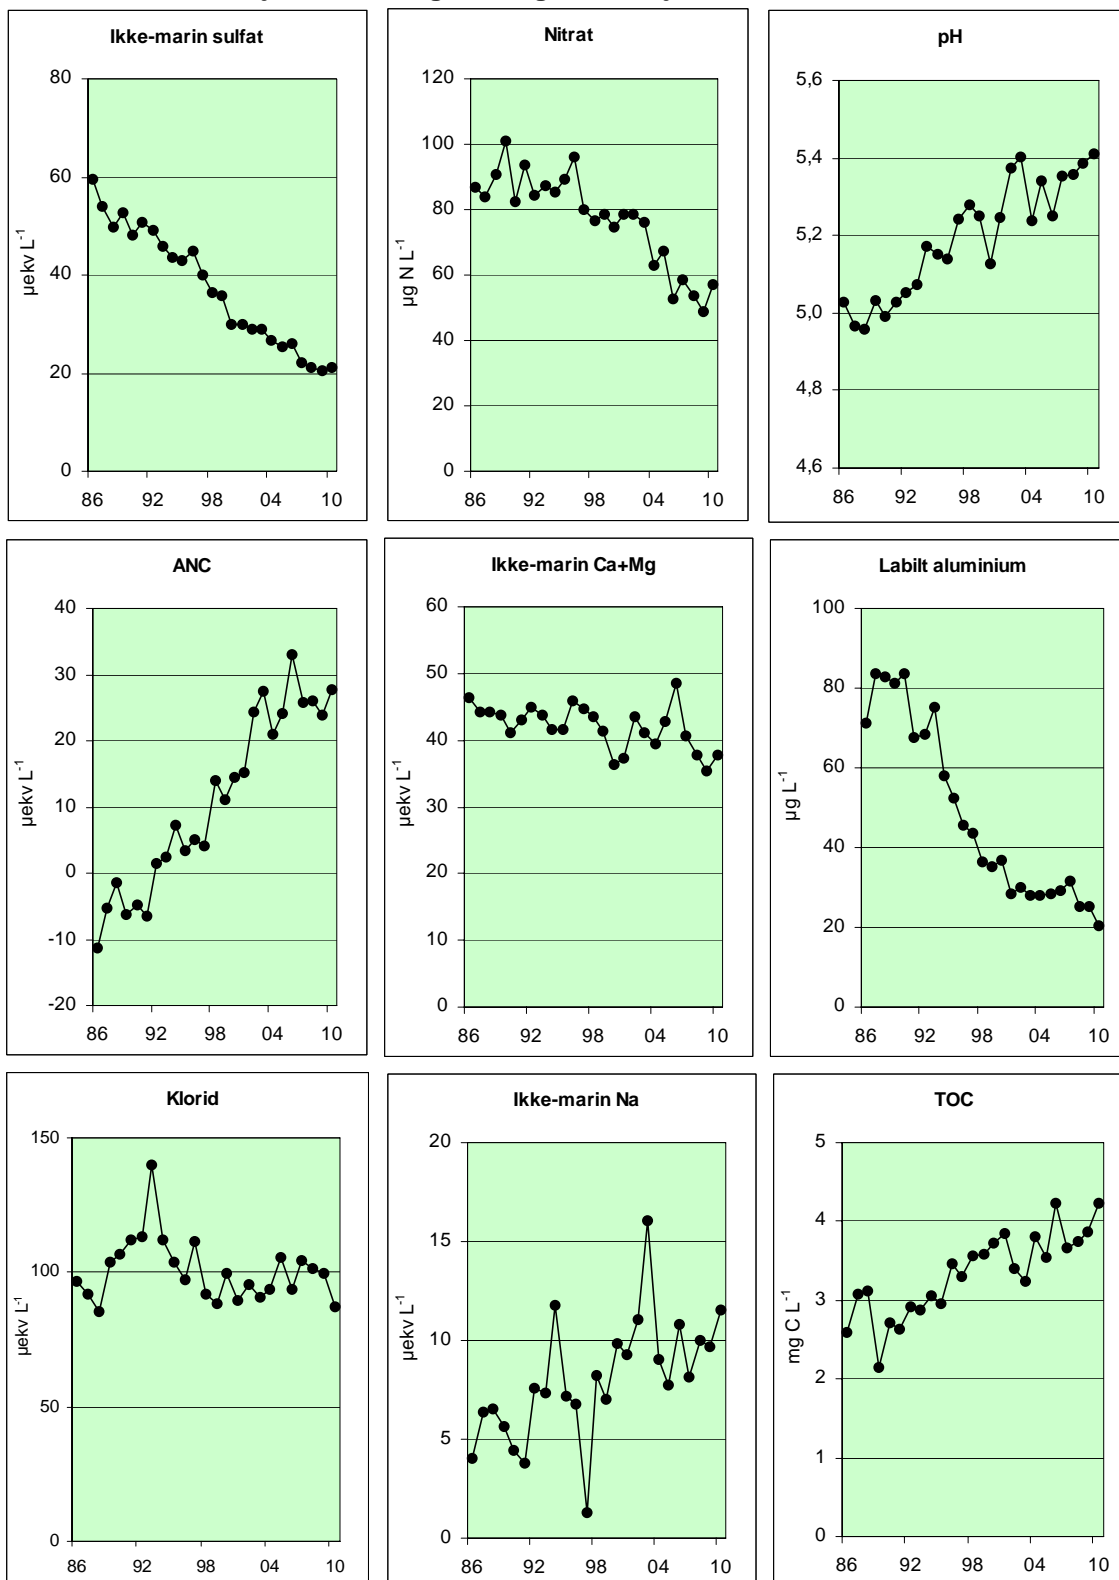 Ikke-marin sulfat
80
60
40
20
0
µekv L-1
86 92 98 04 10
Nitrat
120
100
80
60
40
20
0
µg N L-1
86 92 98 04 10
pH
5,6
5,4
5,2
5,0
4,8
4,6
86 92 98 04 10
ANC
40
30
20
10
0
-10
-20
µekv L-1
86 92 98 04 10
Ikke-marin Ca+Mg
60
50
40
30
20
10
0
µekv L-1
86 92 98 04 10
Labilt aluminium
100
80
60
40
20
0
µg L-1
86 92 98 04 10
Klorid
150
100
50
0
µekv L-1
86 92 98 04 10
Ikke-marin Na
20
15
10
5
0
µekv L-1
86 92 98 04 10
TOC
5
4
3
2
1
0
mg C L-1
86 92 98 04 10